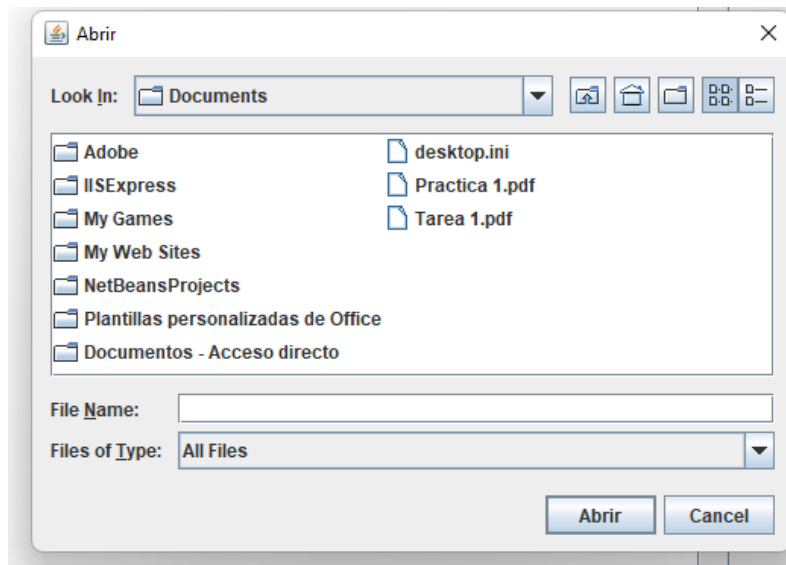 Abrir
Look In: Documents
Adobe
IISExpress
My Games
My Web Sites
NetBeansProjects
Plantillas personalizadas de Office
Documentos - Acceso directo
desktop.ini
Practica 1.pdf
Tarea 1.pdf
File Name:
Files of Type: All Files
Abrir Cancel